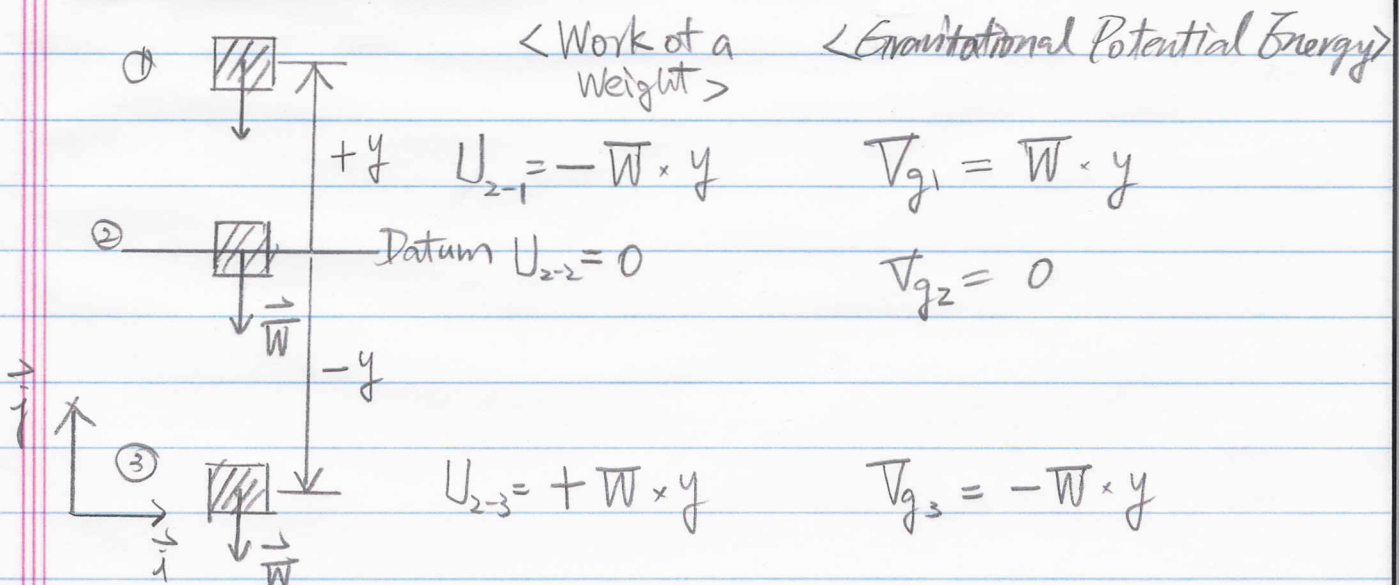 <Work of a Weight>
<Gravitational Potential Energy>
①
+y
U₂₋₁ = - W × y
Vg₁ = W · y
②
Datum
U₂₋₂ = 0
Vg₂ = 0
W⃗
-y
j⃗
③
U₂₋₃ = + W × y
Vg₃ = - W × y
i⃗
W⃗